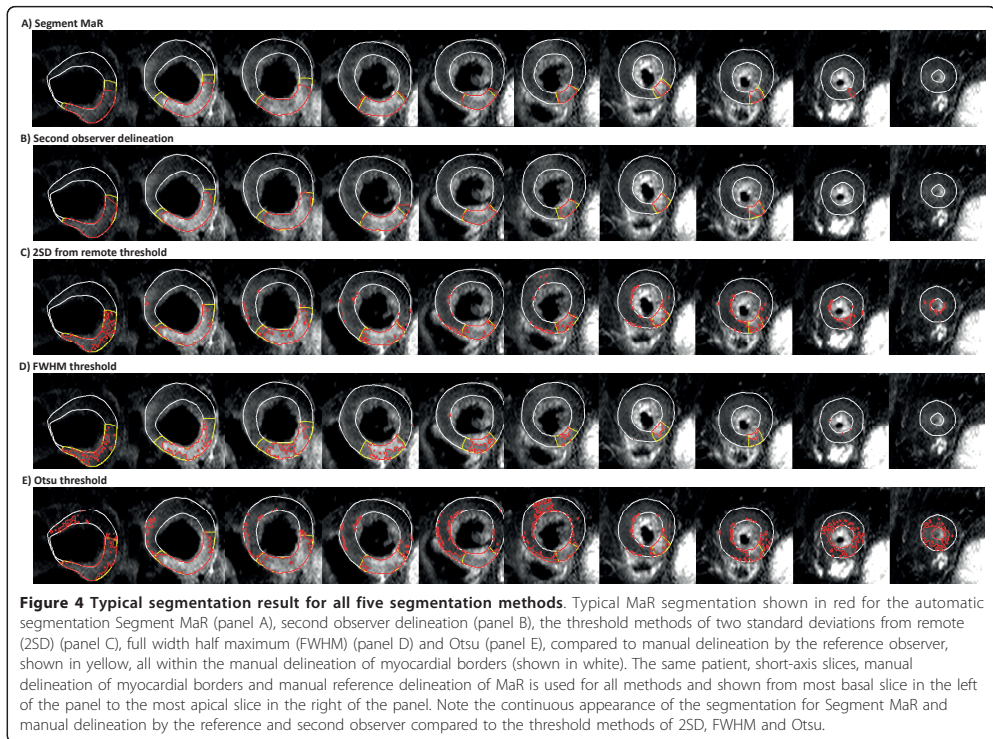 A) Segment MaR
B) Second observer delineation
C) 2SD from remote threshold
D) FWHM threshold
E) Otsu threshold
Figure 4 Typical segmentation result for all five segmentation methods. Typical MaR segmentation shown in red for the automatic
segmentation Segment MaR (panel A), second observer delineation (panel B), the threshold methods of two standard deviations from remote
(2SD) (panel C), full width half maximum (FWHM) (panel D) and Otsu (panel E), compared to manual delineation by the reference observer,
shown in yellow, all within the manual delineation of myocardial borders (shown in white). The same patient, short-axis slices, manual
delineation of myocardial borders and manual reference delineation of MaR is used for all methods and shown from most basal slice in the left
of the panel to the most apical slice in the right of the panel. Note the continuous appearance of the segmentation for Segment MaR and
manual delineation by the reference and second observer compared to the threshold methods of 2SD, FWHM and Otsu.